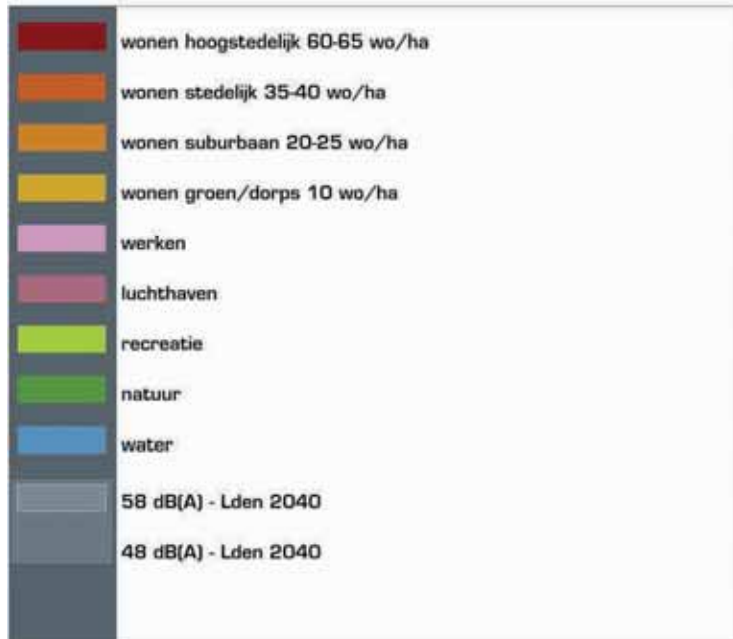 wonen hoogstedelijk 60-65 wo/ha
wonen stedelijk 35-40 wo/ha
wonen suburbaan 20-25 wo/ha
wonen groen/dorps 10 wo/ha
werken
luchthaven
recreatie
natuur
water
58 dB(A) - Lden 2040
48 dB(A) - Lden 2040